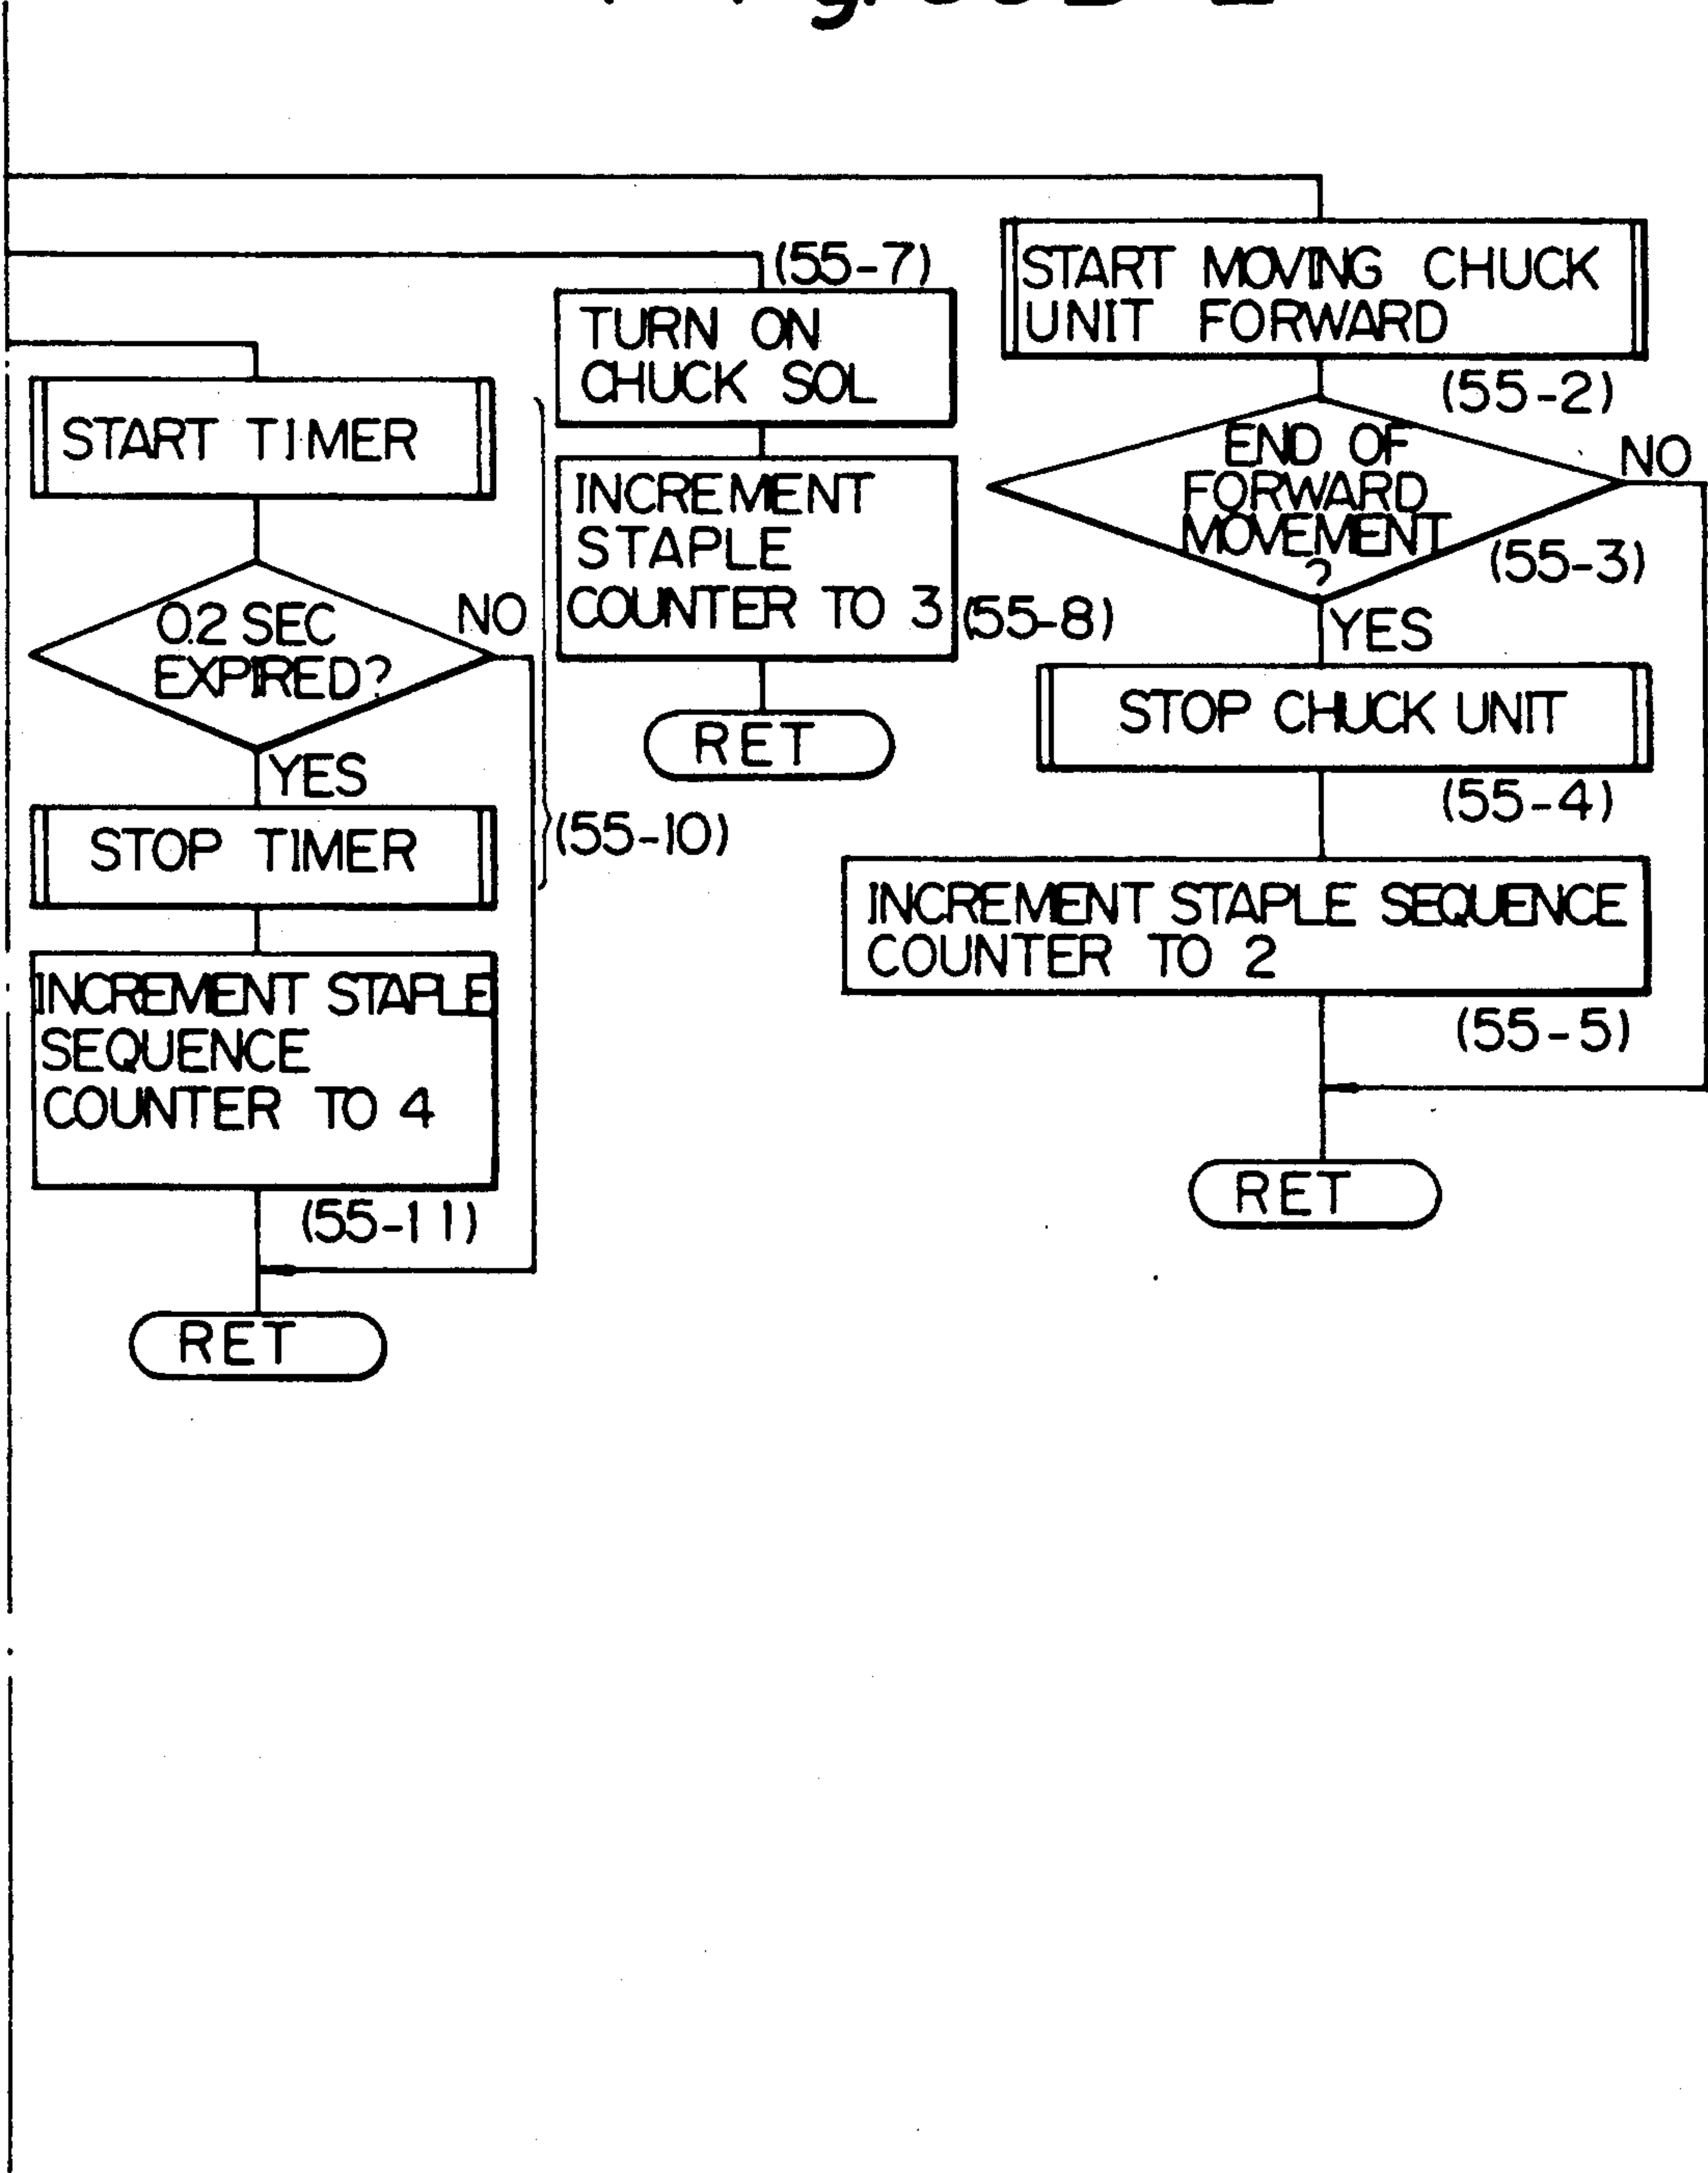 (55-7)
START MOVING CHUCK
UNIT FORWARD
(55-2)
TURN ON
CHUCK SOL
START TIMER
END OF
FORWARD
MOVEMENT
?
NO
(55-3)
INCREMENT
STAPLE
COUNTER TO 3
(55-8)
0.2 SEC
EXPIRED?
NO
YES
YES
STOP CHUCK UNIT
(55-4)
RET
STOP TIMER
(55-10)
INCREMENT STAPLE SEQUENCE
COUNTER TO 2
(55-5)
INCREMENT STAPLE
SEQUENCE
COUNTER TO 4
(55-11)
RET
RET